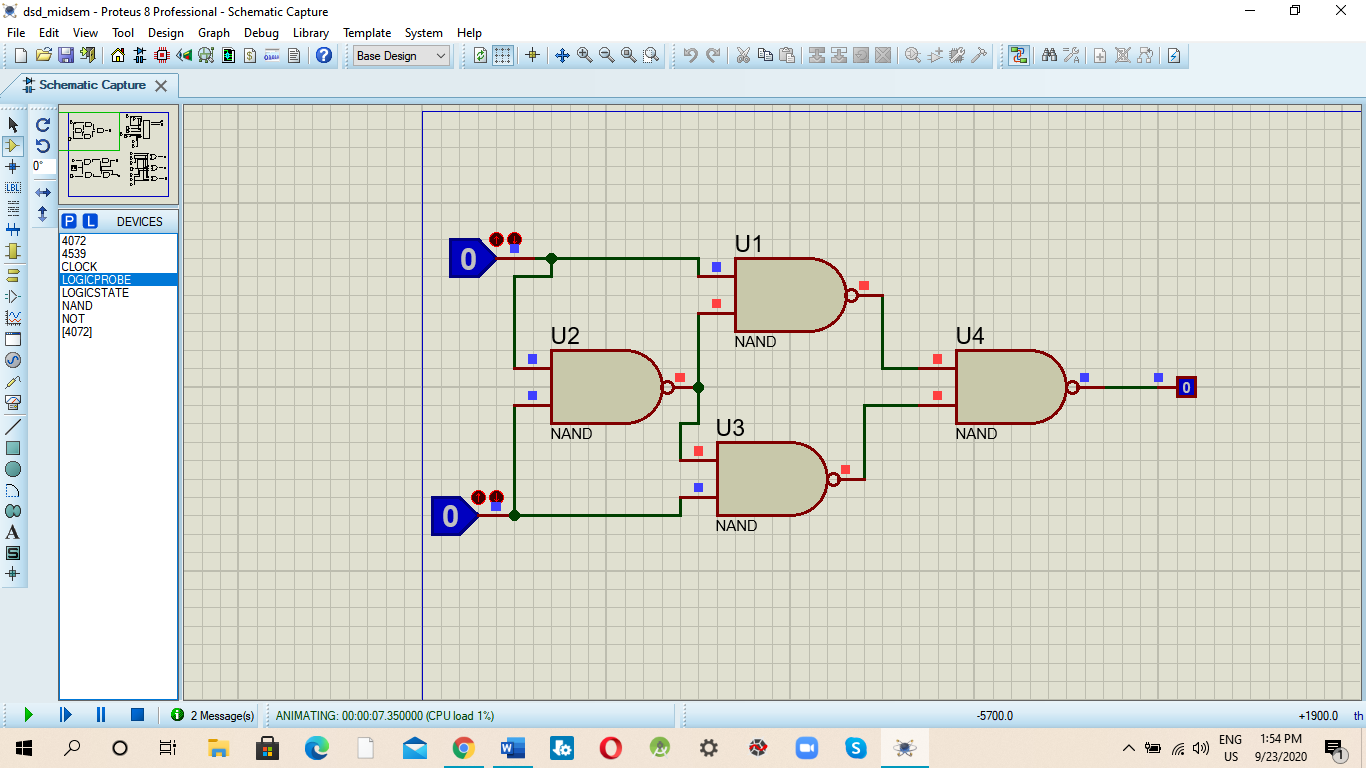 dsd_midsem - Proteus 8 Professional - Schematic Capture
File Edit View Tool Design Graph Debug Library Template System Help
Base Design
Schematic Capture
0°
LBL
A
S
P L DEVICES
4072
4539
CLOCK
LOGICPROBE
LOGICSTATE
NAND
NOT
[4072]
0
U1
NAND
U2
NAND
U3
NAND
U4
NAND
0
0
2 Message(s)
ANIMATING: 00:00:07.350000 (CPU load 1%)
-5700.0
+1900.0
th
ENG
US
1:54 PM
9/23/2020
1